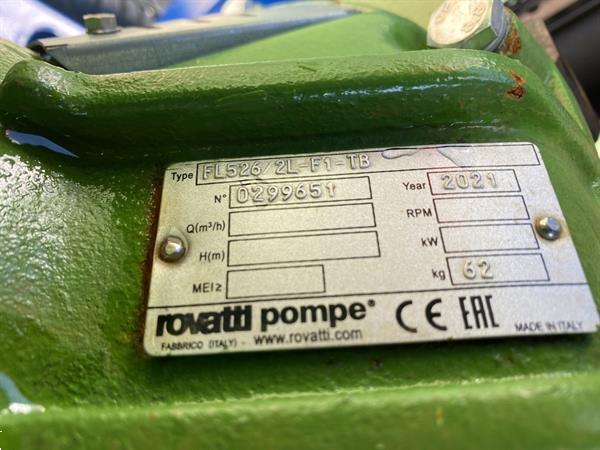 Type FL526/2L-F1-TB
N° 0299651 Year 2021
Q(m³/h) RPM
H(m) kW
MEI≥ kg 62
rovatti pompe® CE EAC
FABBRICO (ITALY) - www.rovatti.com MADE IN ITALY